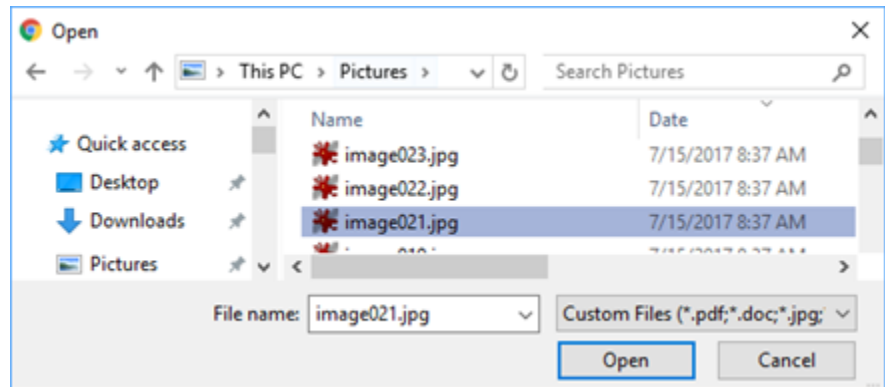 Open
This PC > Pictures >
Search Pictures
Name
Date
Quick access
image023.jpg
7/15/2017 8:37 AM
Desktop
image022.jpg
7/15/2017 8:37 AM
Downloads
image021.jpg
7/15/2017 8:37 AM
Pictures
File name: image021.jpg
Custom Files (*.pdf;*.doc;*.jpg;
Open
Cancel